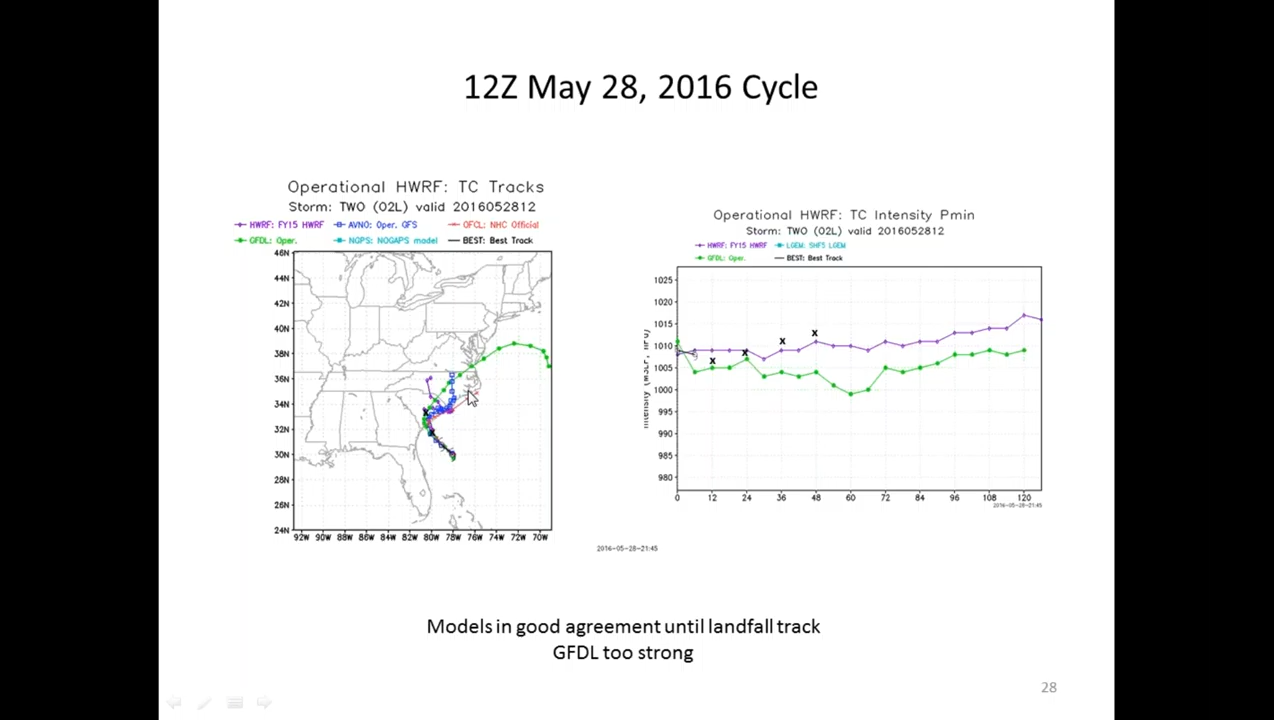 12Z May 28, 2016 Cycle
Operational HWRF: TC Tracks
Storm: TWO (02L) valid 2016052812
HWRF: FY15 HWRF AVNO: Oper. GFS OFCL: NHC Official
GFDL: Oper. NGPS: NOGAPS model BEST: Best Track
46N
44N
42N
40N
38N
36N
34N
32N
30N
28N
26N
24N
92W 90W 88W 86W 84W 82W 80W 78W 76W 74W 72W 70W
2016-05-28-21:45
Operational HWRF: TC Intensity Pmin
Storm: TWO (02L) valid 2016052812
HWRF: FY15 HWRF LGEM: SHF5 LGEM
GFDL: Oper. BEST: Best Track
Intensity (MSLP, hPa)
1025
1020
1015
1010
1005
1000
995
990
985
980
x x x x
0 12 24 36 48 60 72 84 96 108 120
2016-05-28-21:45
Models in good agreement until landfall track
GFDL too strong
28